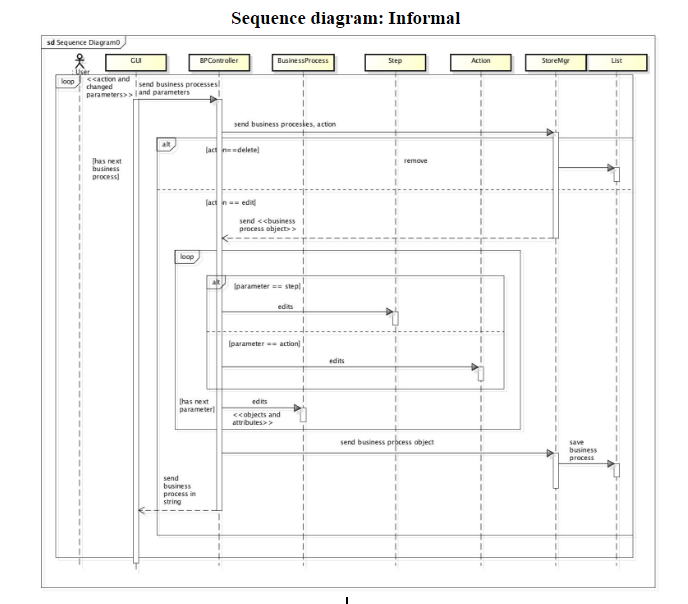 Sequence diagram: Informal
sd Sequence Diagram0
: User
GUI
BPController
BusinessProcess
Step
Action
StoreMgr
List
loop
<<action and
changed
parameters>>
send business processes
and parameters
send business processes, action
alt
[action==delete]
remove
[has next
business
process]
[action == edit]
send <<business
process object>>
loop
alt
[parameter == step]
edits
[parameter == action]
edits
[has next
parameter]
edits
<<objects and
attributes>>
send business process object
save
business
process
send
business
process in
string